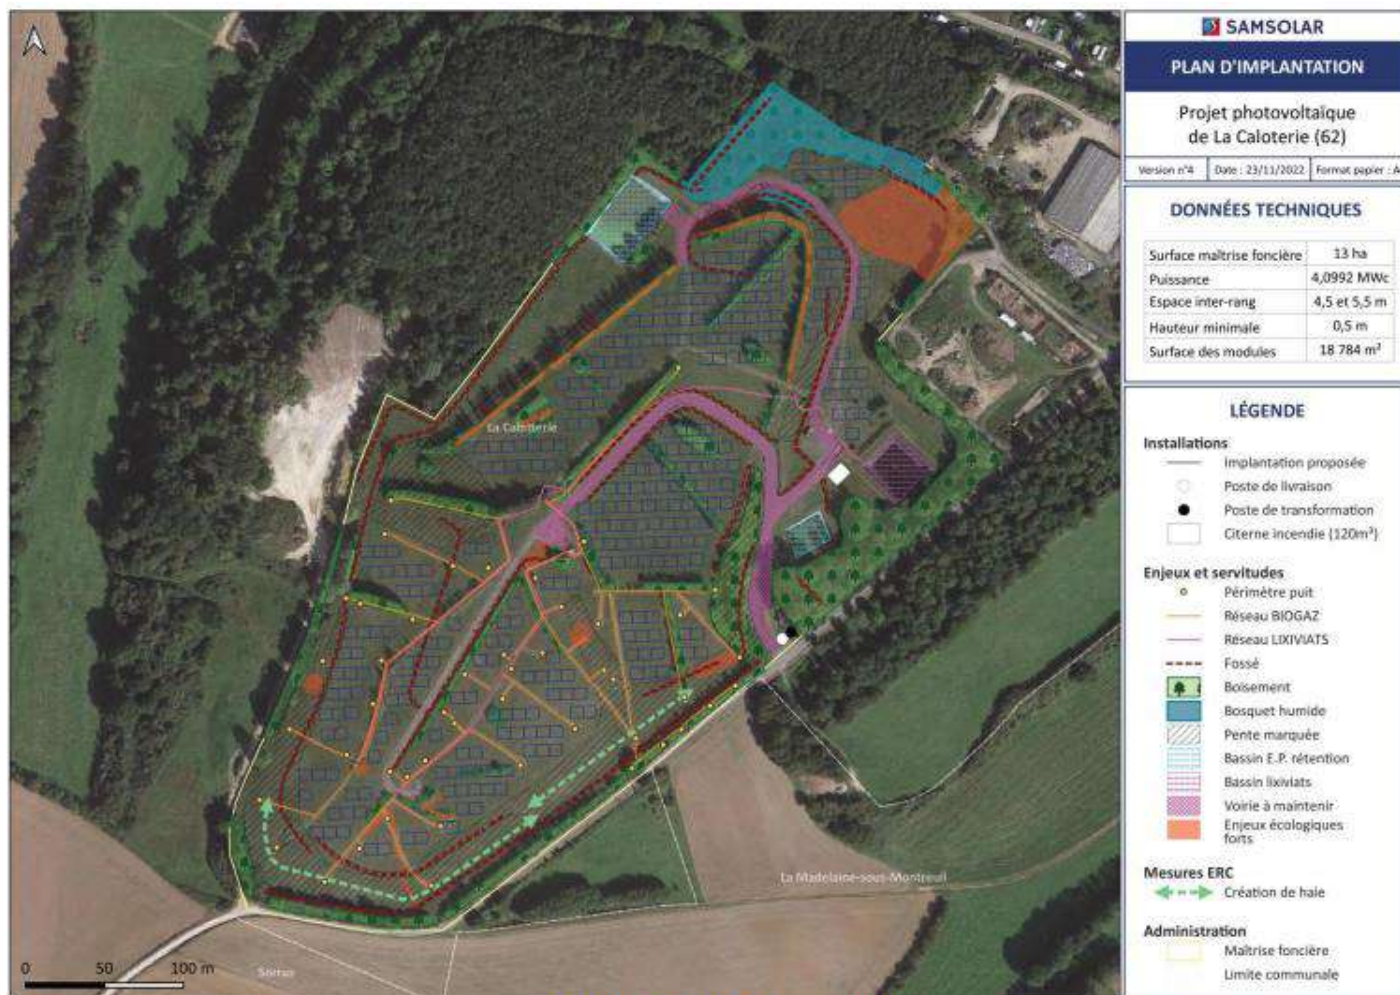 SAMSOLAR
PLAN D'IMPLANTATION
Projet photovoltaïque
de La Caloterie (62)
Version n°4 Date : 23/11/2022 Format papier : A
DONNÉES TECHNIQUES
Surface maîtrise foncière 13 ha
Puissance 4,0992 MWc
Espace inter-rang 4,5 et 5,5 m
Hauteur minimale 0,5 m
Surface des modules 18 784 m²
LÉGENDE
Installations
Implantation proposée
Poste de livraison
Poste de transformation
Citerne incendie (120m³)
Enjeux et servitudes
Périmètre puit
Réseau BIOGAZ
Réseau LIXIVIATS
Fossé
Boisement
Bosquet humide
Pente marquée
Bassin E.P. rétention
Bassin lixiviats
Voirie à maintenir
Enjeux écologiques
forts
Mesures ERC
Création de haie
Administration
Maîtrise foncière
Limite communale
La Calotterie
La Madelaine-sous-Montreuil
Sorrus
0 50 100 m